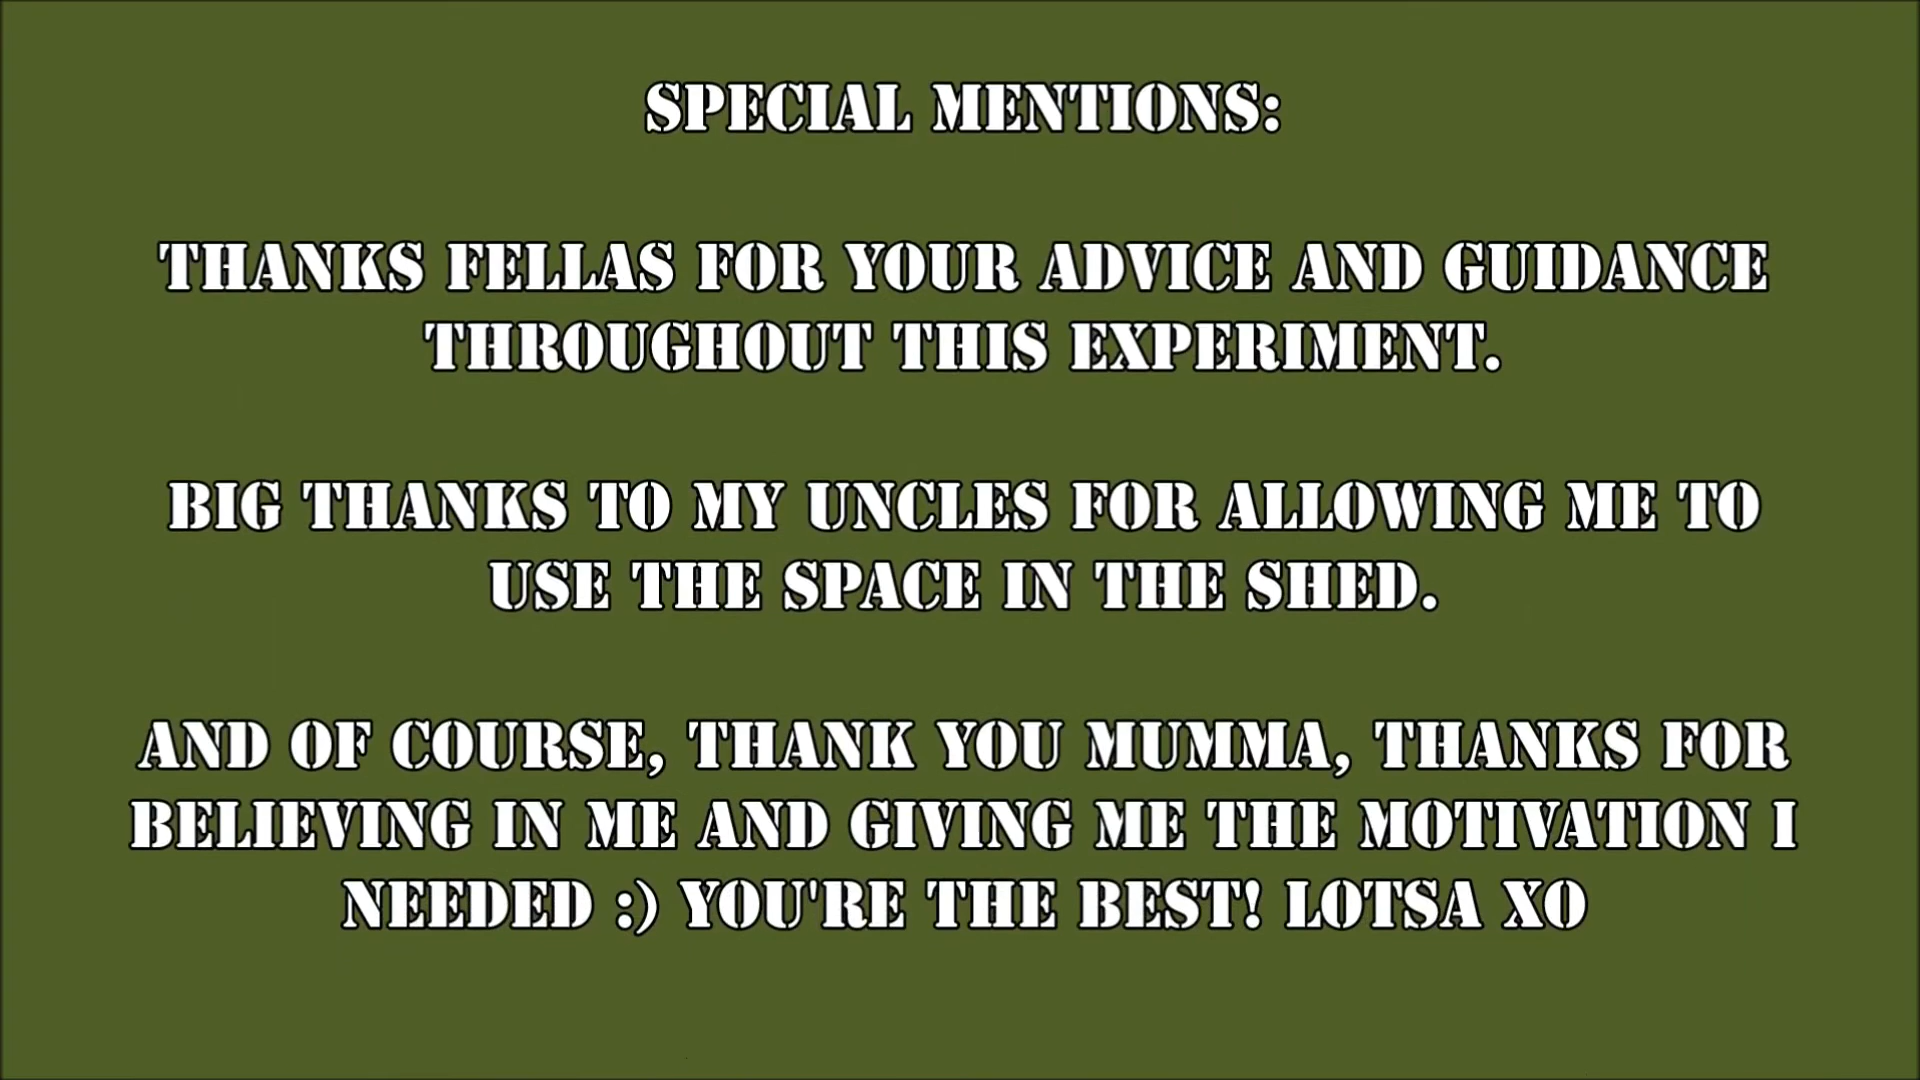 SPECIAL MENTIONS:
THANKS FELLAS FOR YOUR ADVICE AND GUIDANCE
THROUGHOUT THIS EXPERIMENT.
BIG THANKS TO MY UNCLES FOR ALLOWING ME TO
USE THE SPACE IN THE SHED.
AND OF COURSE, THANK YOU MUMMA, THANKS FOR
BELIEVING IN ME AND GIVING ME THE MOTIVATION I
NEEDED :) YOU'RE THE BEST! LOTSA XO